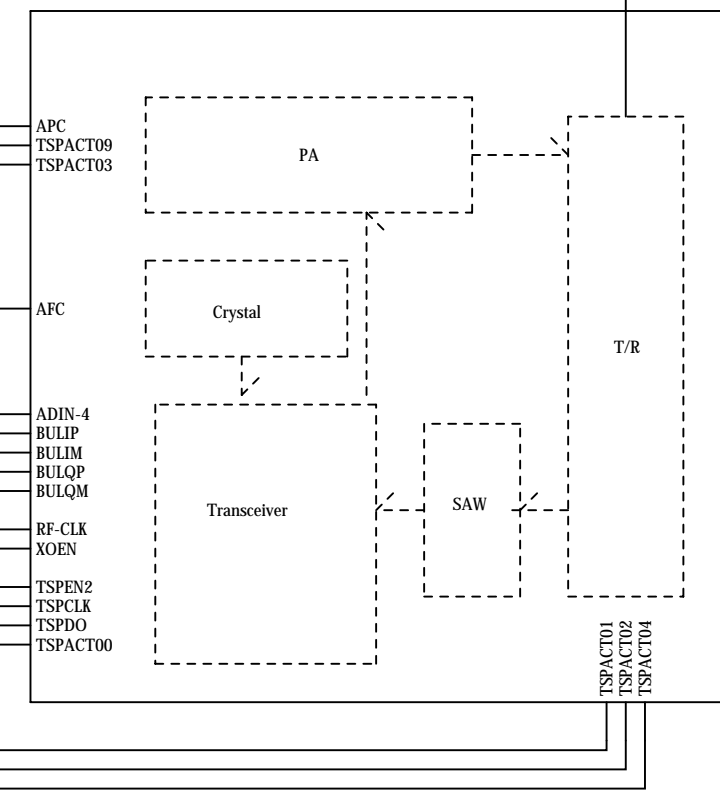 APC
TSPACT09
TSPACT03
PA
AFC
Crystal
T/R
ADIN-4
BULIP
BULIM
BULQP
BULQM
RF-CLK
XOEN
Transceiver
SAW
TSPEN2
TSPCLK
TSPDO
TSPACT00
TSPACT01
TSPACT02
TSPACT04